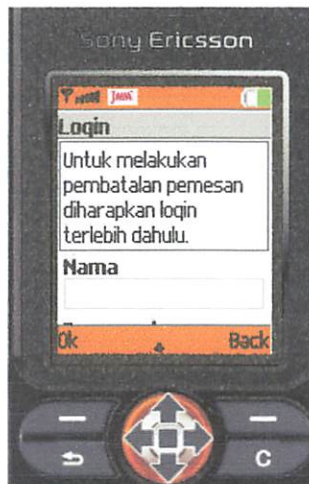 Sony Ericsson
Java
Login
Untuk melakukan
pembatalan pemesan
diharapkan login
terlebih dahulu.
Nama
Ok
Back
C